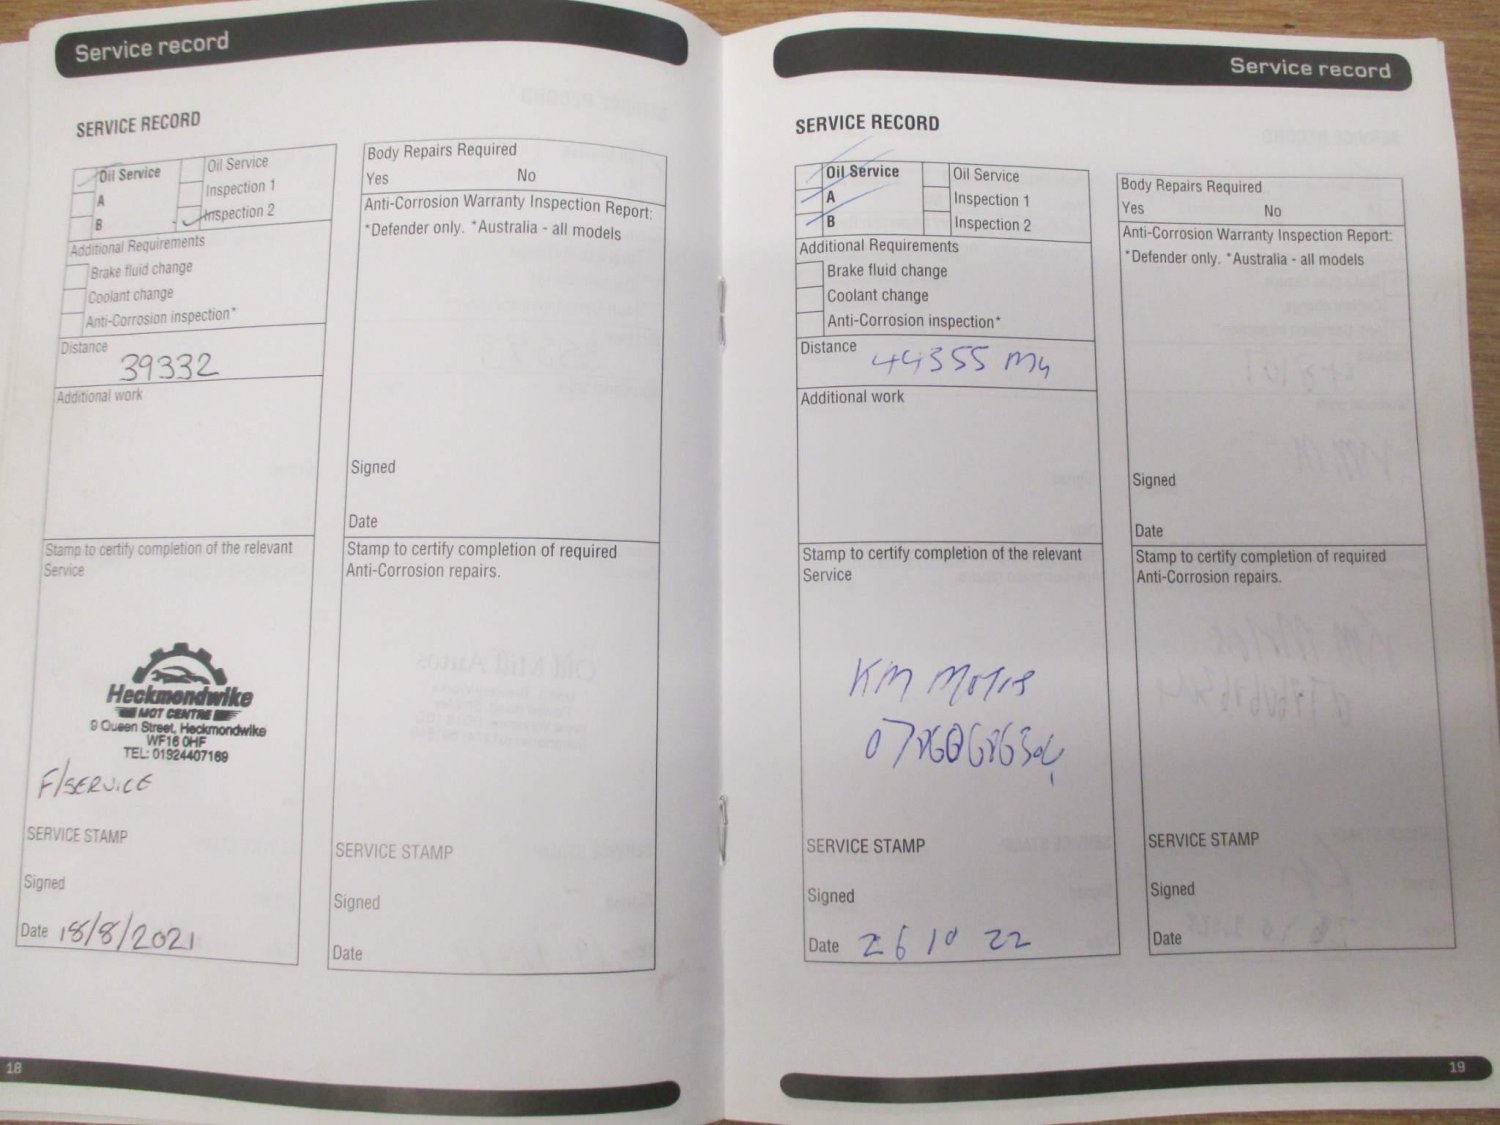 Service record
SERVICE RECORD
Oil Service
A
B
Oil Service
Inspection 1
Inspection 2
Additional Requirements
Brake fluid change
Coolant change
Anti-Corrosion inspection*
Distance
39332
Additional work
Stamp to certify completion of the relevant
Service
Heckmondwike
MOT CENTRE
9 Queen Street, Heckmondwike
WF16 0HF
TEL: 01924407169
F/SERVICE
SERVICE STAMP
Signed
Date 18/8/2021
Body Repairs Required
Yes No
Anti-Corrosion Warranty Inspection Report:
*Defender only. *Australia - all models
Signed
Date
Stamp to certify completion of required
Anti-Corrosion repairs.
SERVICE STAMP
Signed
Date
18
Service record
SERVICE RECORD
Oil Service
A
B
Oil Service
Inspection 1
Inspection 2
Additional Requirements
Brake fluid change
Coolant change
Anti-Corrosion inspection*
Distance
44355
Additional work
Stamp to certify completion of the relevant
Service
KM
SERVICE STAMP
Signed
Date 26 10 22
Body Repairs Required
Yes No
Anti-Corrosion Warranty Inspection Report:
*Defender only. *Australia - all models
Signed
Date
Stamp to certify completion of required
Anti-Corrosion repairs.
SERVICE STAMP
Signed
Date
19